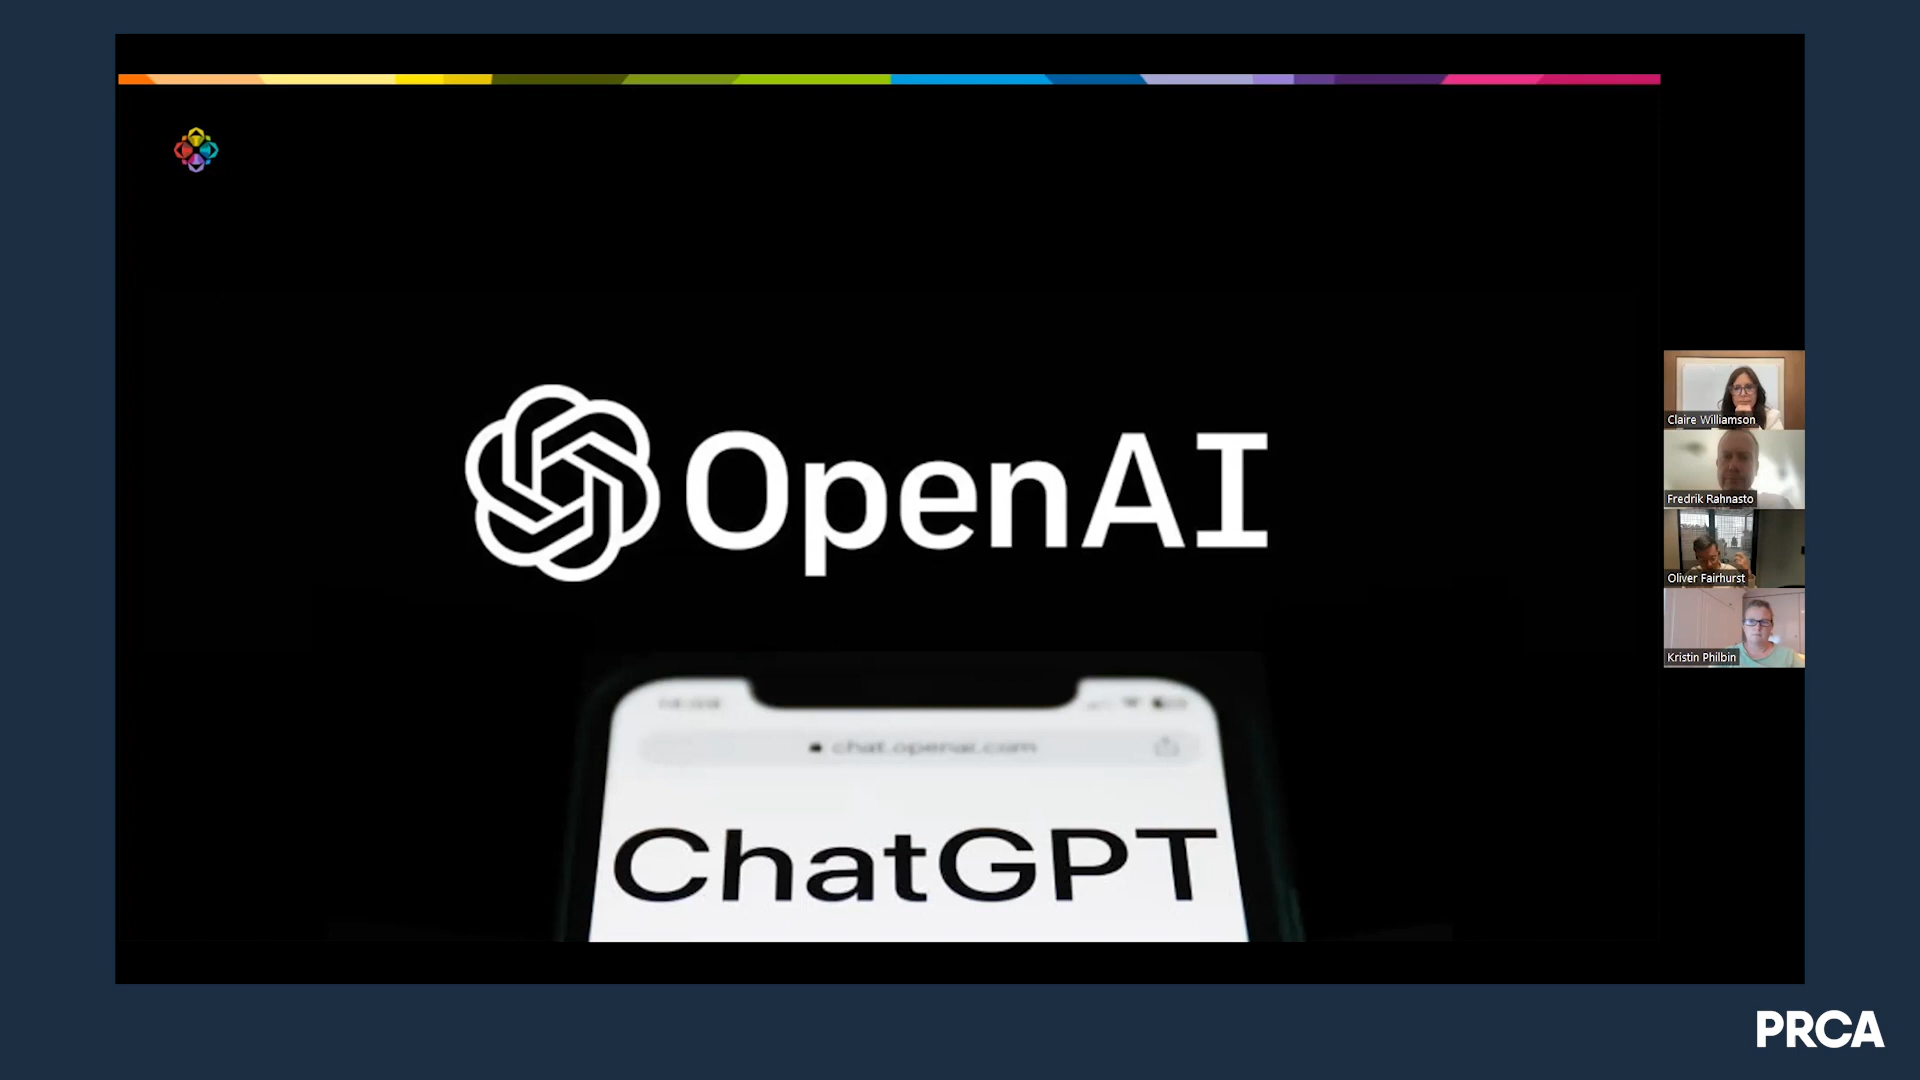 OpenAI
chat.openai.com
ChatGPT
Claire Williamson
Fredrik Rahnasto
Oliver Fairhurst
Kristin Philbin
PRCA